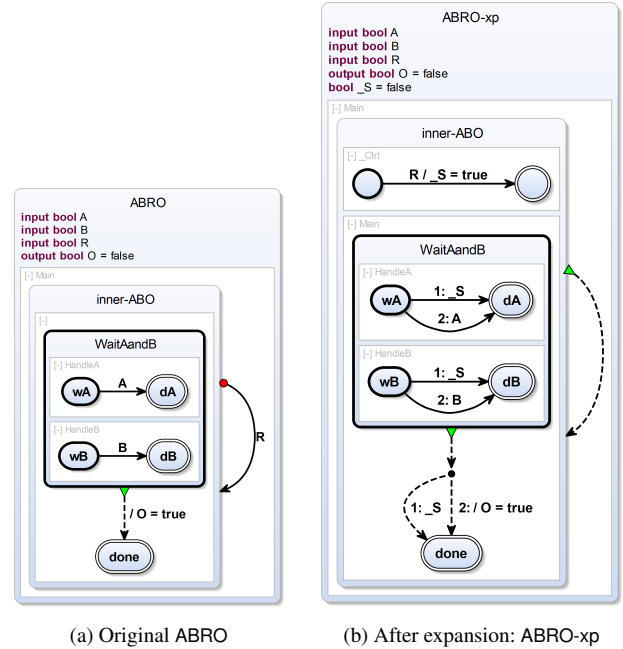 ABRO
input bool A
input bool B
input bool R
output bool O = false
[-] Main
inner-ABO
[-]
WaitAandB
[-] HandleA
wA
A
dA
[-] HandleB
wB
B
dB
R
/ O = true
done
(a) Original ABRO
ABRO-xp
input bool A
input bool B
input bool R
output bool O = false
bool _S = false
[-] Main
inner-ABO
[-] _Ctrl
R / _S = true
[-] Main
WaitAandB
[-] HandleA
wA
1: _S
2: A
dA
[-] HandleB
wB
1: _S
2: B
dB
1: _S
2: / O = true
done
(b) After expansion: ABRO-xp